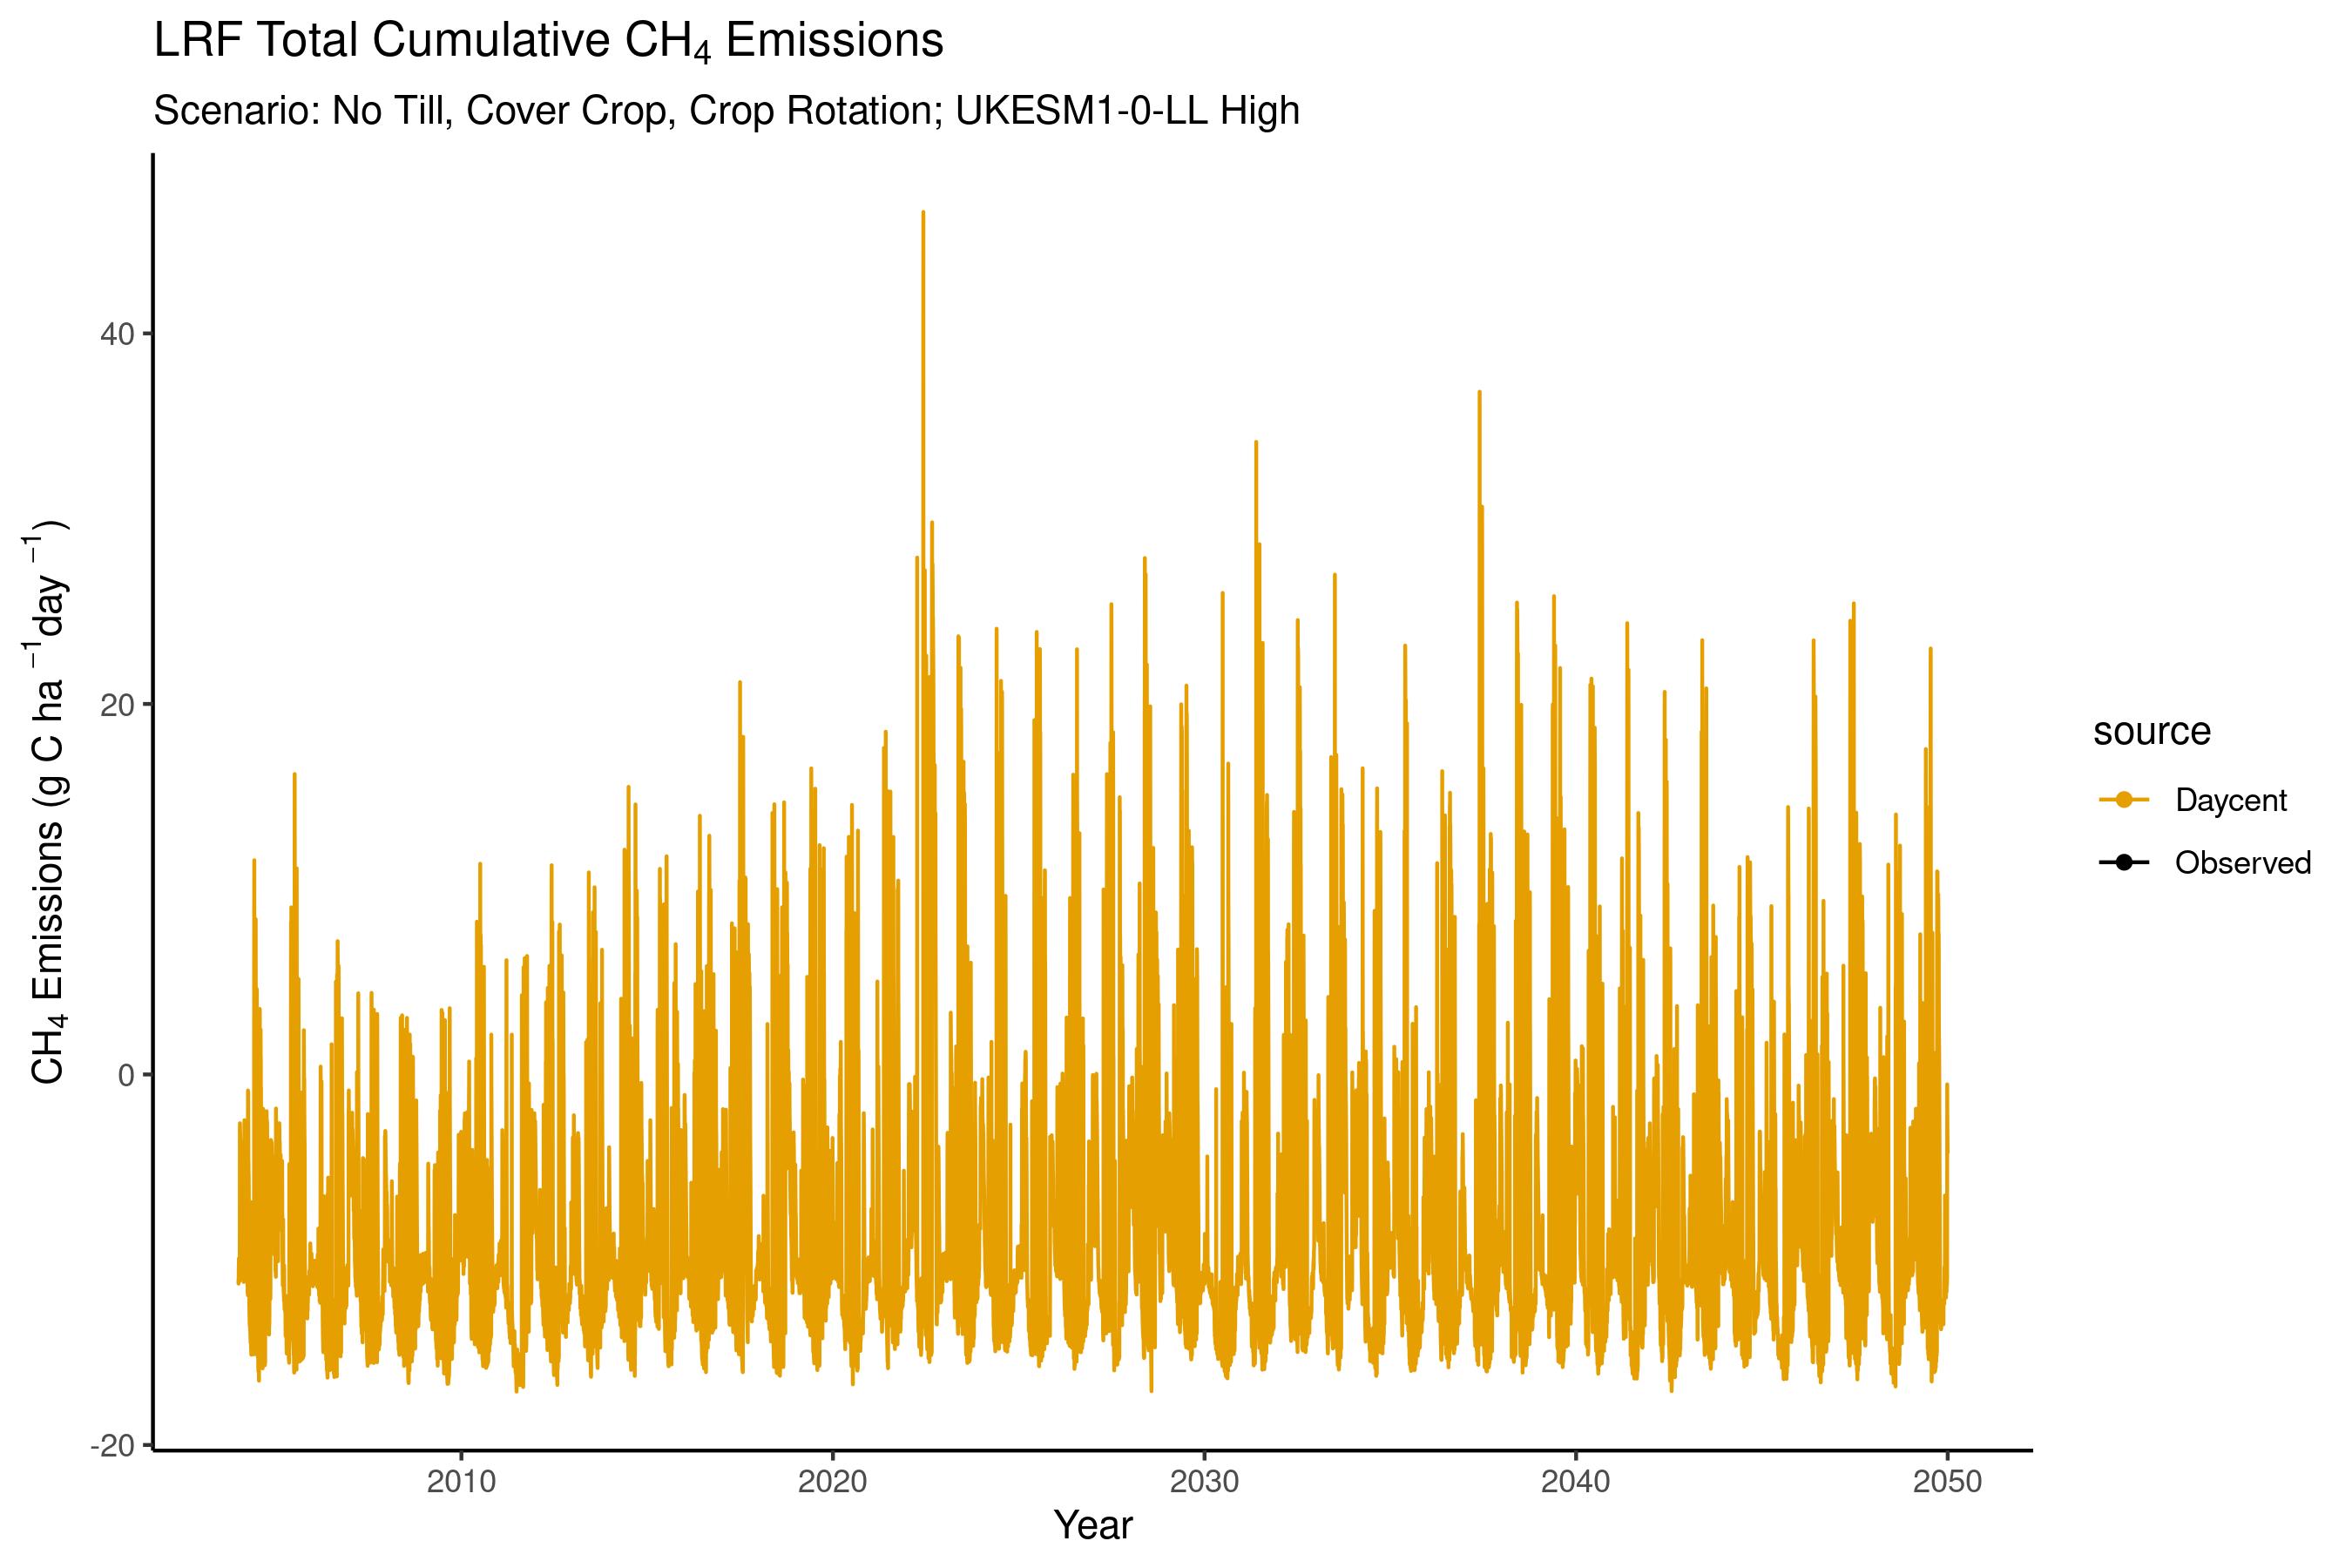 LRF Total Cumulative CH₄ Emissions
Scenario: No Till, Cover Crop, Crop Rotation; UKESM1-0-LL High
CH₄ Emissions (g C ha ⁻¹day ⁻¹)
40
20
0
-20
2010
2020
2030
2040
2050
Year
source
Daycent
Observed